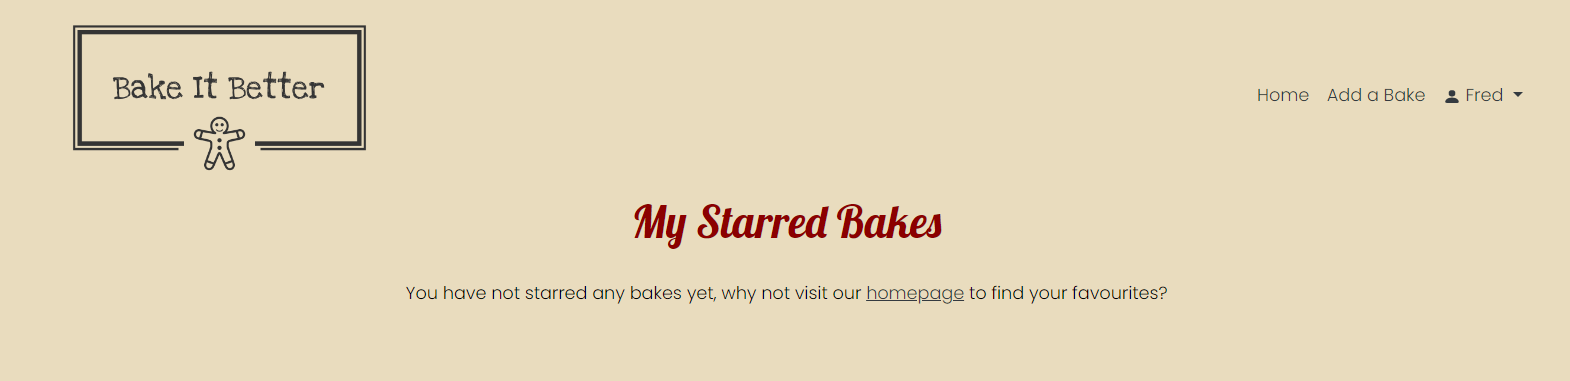 Bake It Better
Home Add a Bake Fred
My Starred Bakes
You have not starred any bakes yet, why not visit our homepage to find your favourites?